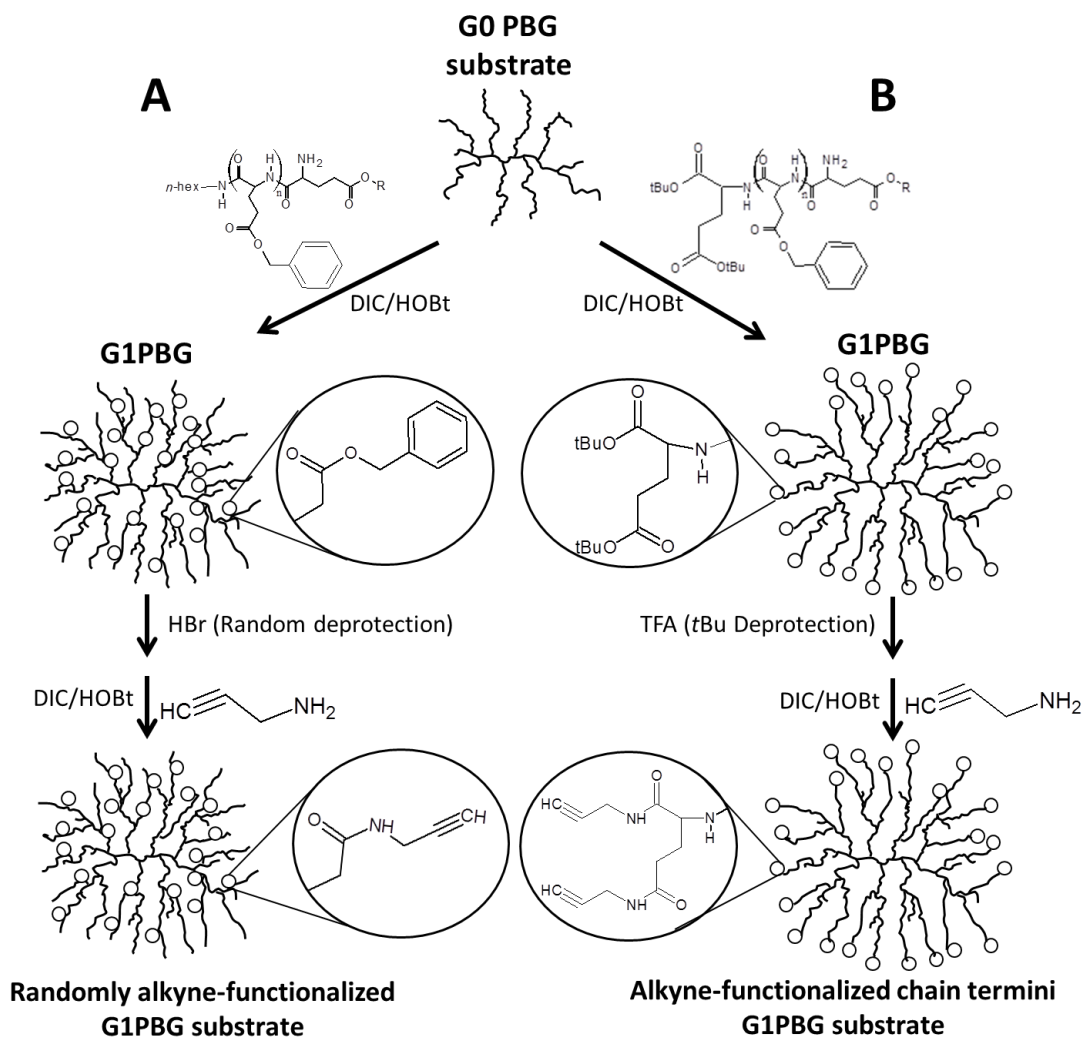 G0 PBG
substrate
A
B
O
H
N
NH2
n-hex
N
H
n
O
O
O
R
O
O
O
tBuO
N
H
O
H
N
NH2
n
O
O
O
R
O
O
O
OtBu
DIC/HOBt
DIC/HOBt
G1PBG
G1PBG
O
O
O
tBuO
N
H
tBuO
O
HBr (Random deprotection)
TFA (tBu Deprotection)
DIC/HOBt
HC
NH2
DIC/HOBt
HC
NH2
O
NH
CH
O
HC
NH
N
H
HC
NH
O
Randomly alkyne-functionalized
G1PBG substrate
Alkyne-functionalized chain termini
G1PBG substrate